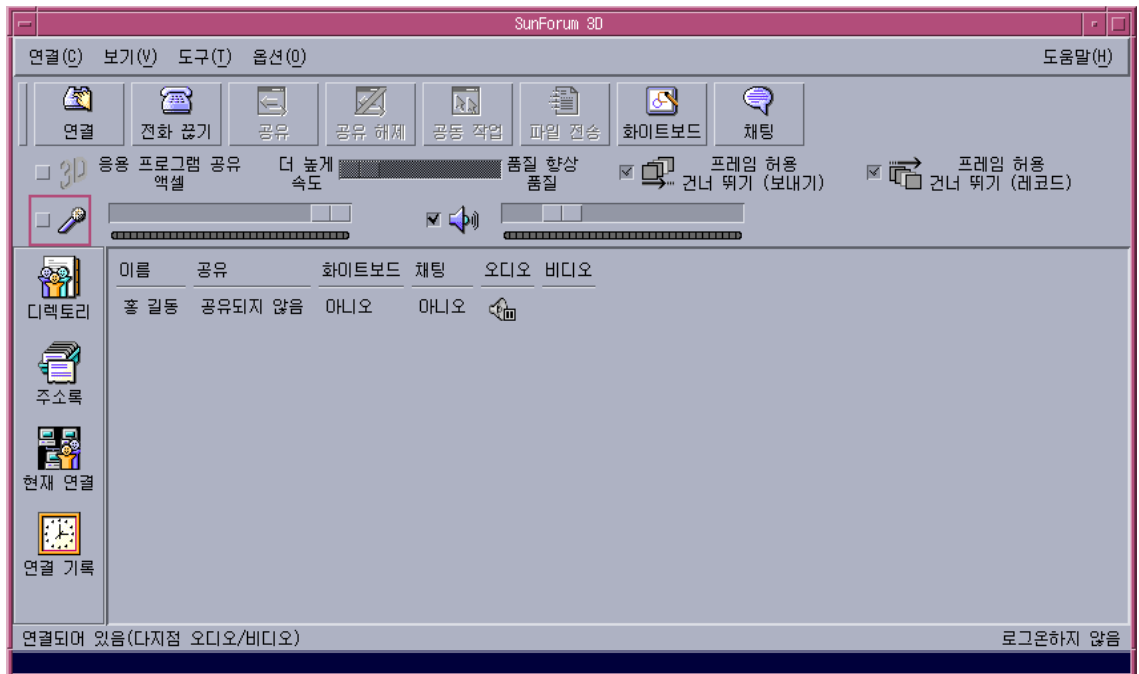 SunForum 3D
연결(C) 보기(V) 도구(T) 옵션(O) 도움말(H)
연결 전화 끊기 공유 공유 해제 공동 작업 파일 전송 화이트보드 채팅
3D 응용 프로그램 공유 더 높게 품질 향상 프레임 허용 프레임 허용
액셀 속도 품질 건너 뛰기 (보내기) 건너 뛰기 (레코드)
이름 공유 화이트보드 채팅 오디오 비디오
홍 길동 공유되지 않음 아니오 아니오
디렉토리
주소록
현재 연결
연결 기록
연결되어 있음(다지점 오디오/비디오) 로그온하지 않음